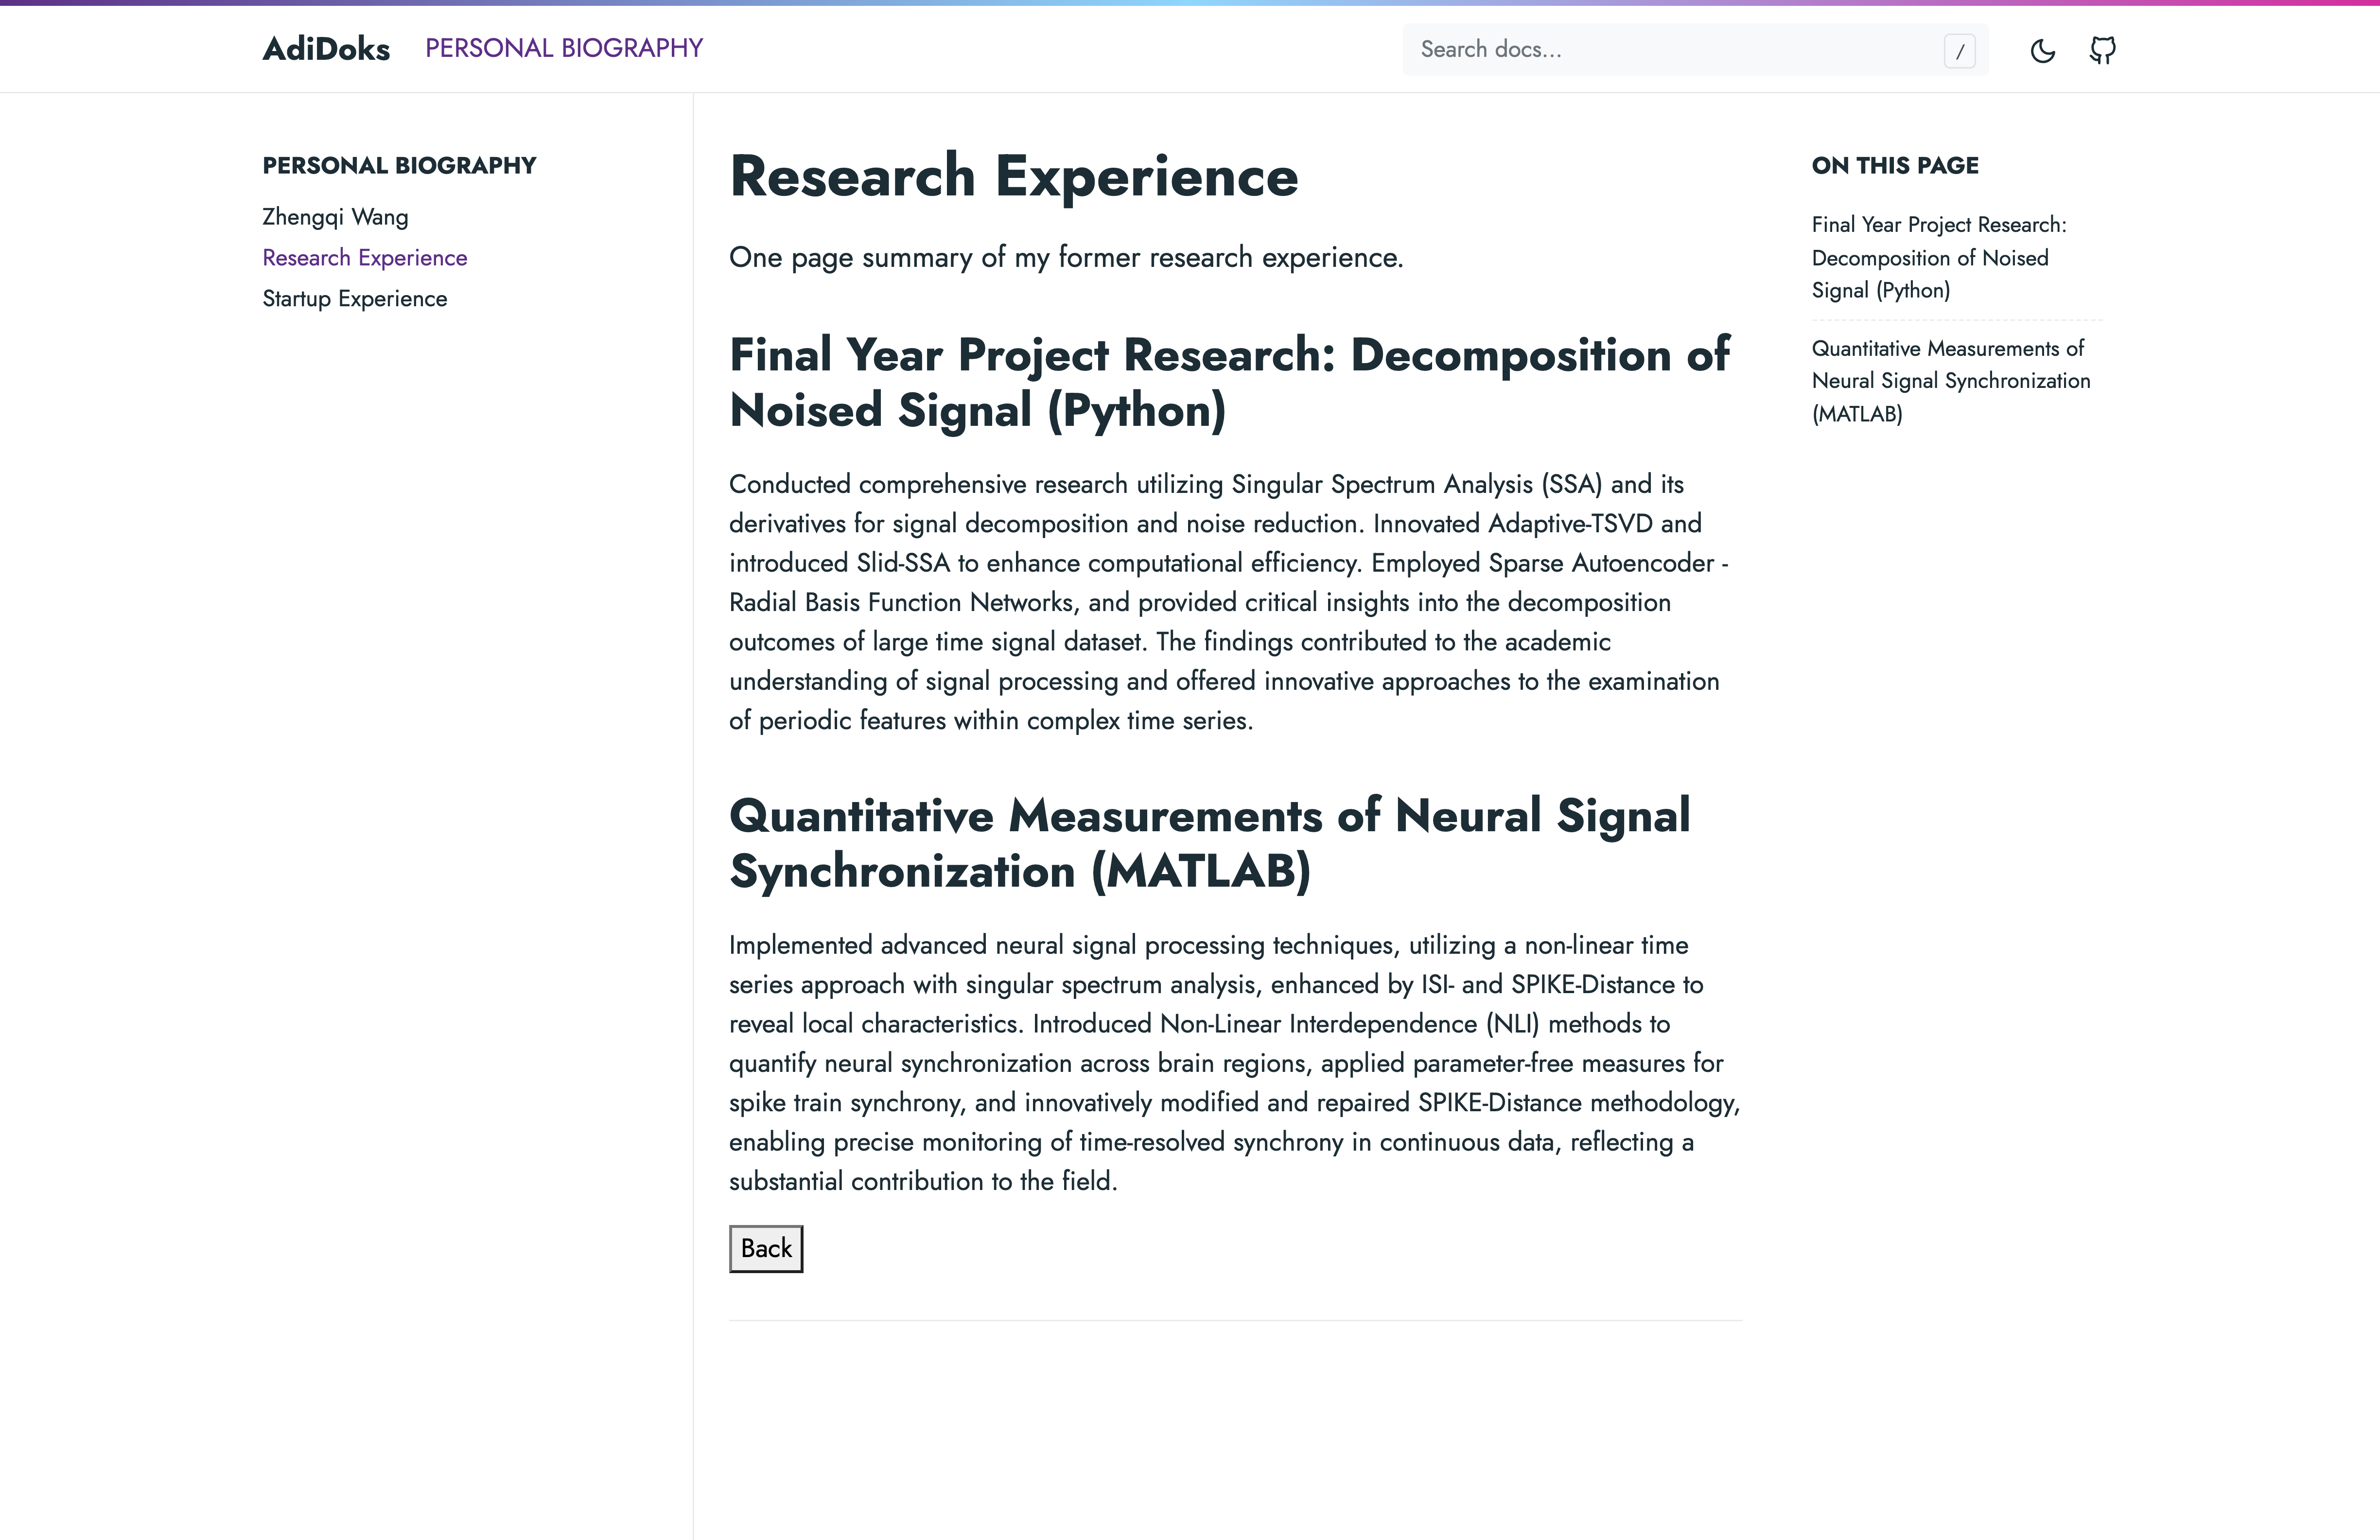 AdiDoks
PERSONAL BIOGRAPHY
Search docs...
/
PERSONAL BIOGRAPHY
Zhengqi Wang
Research Experience
Startup Experience
Research Experience
One page summary of my former research experience.
Final Year Project Research: Decomposition of
Noised Signal (Python)
Conducted comprehensive research utilizing Singular Spectrum Analysis (SSA) and its
derivatives for signal decomposition and noise reduction. Innovated Adaptive-TSVD and
introduced Slid-SSA to enhance computational efficiency. Employed Sparse Autoencoder -
Radial Basis Function Networks, and provided critical insights into the decomposition
outcomes of large time signal dataset. The findings contributed to the academic
understanding of signal processing and offered innovative approaches to the examination
of periodic features within complex time series.
Quantitative Measurements of Neural Signal
Synchronization (MATLAB)
Implemented advanced neural signal processing techniques, utilizing a non-linear time
series approach with singular spectrum analysis, enhanced by ISI- and SPIKE-Distance to
reveal local characteristics. Introduced Non-Linear Interdependence (NLI) methods to
quantify neural synchronization across brain regions, applied parameter-free measures for
spike train synchrony, and innovatively modified and repaired SPIKE-Distance methodology,
enabling precise monitoring of time-resolved synchrony in continuous data, reflecting a
substantial contribution to the field.
Back
ON THIS PAGE
Final Year Project Research:
Decomposition of Noised
Signal (Python)
Quantitative Measurements of
Neural Signal Synchronization
(MATLAB)